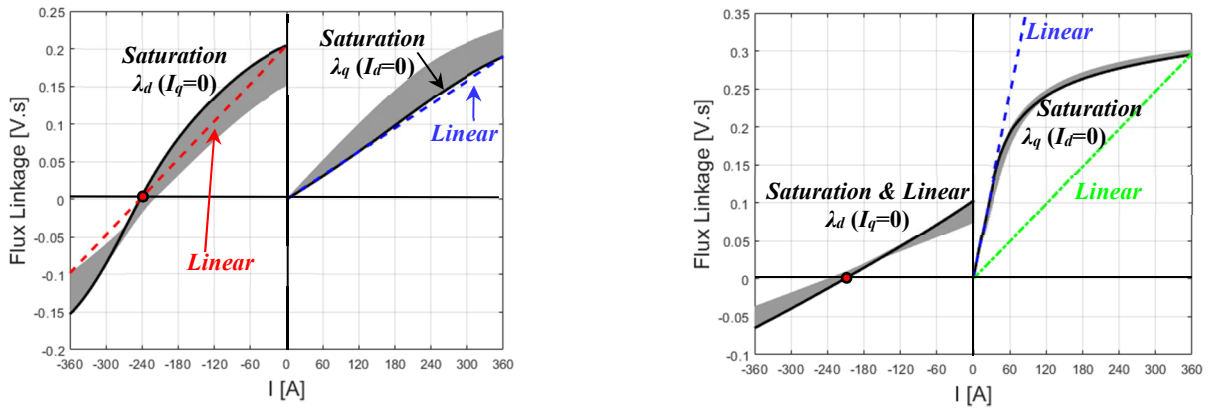 0.25
0.2
0.15
0.1
0.05
0
-0.05
-0.1
-0.15
-0.2
Flux Linkage [V.s]
Saturation
λd (Iq=0)
Saturation
λq (Id=0)
Linear
Linear
-360 -300 -240 -180 -120 -60 0 60 120 180 240 300 360
I [A]
0.35
0.3
0.25
0.2
0.15
0.1
0.05
0
-0.05
-0.1
Flux Linkage [V.s]
Linear
Saturation
λq (Id=0)
Saturation & Linear
λd (Iq=0)
Linear
-360 -300 -240 -180 -120 -60 0 60 120 180 240 300 360
I [A]